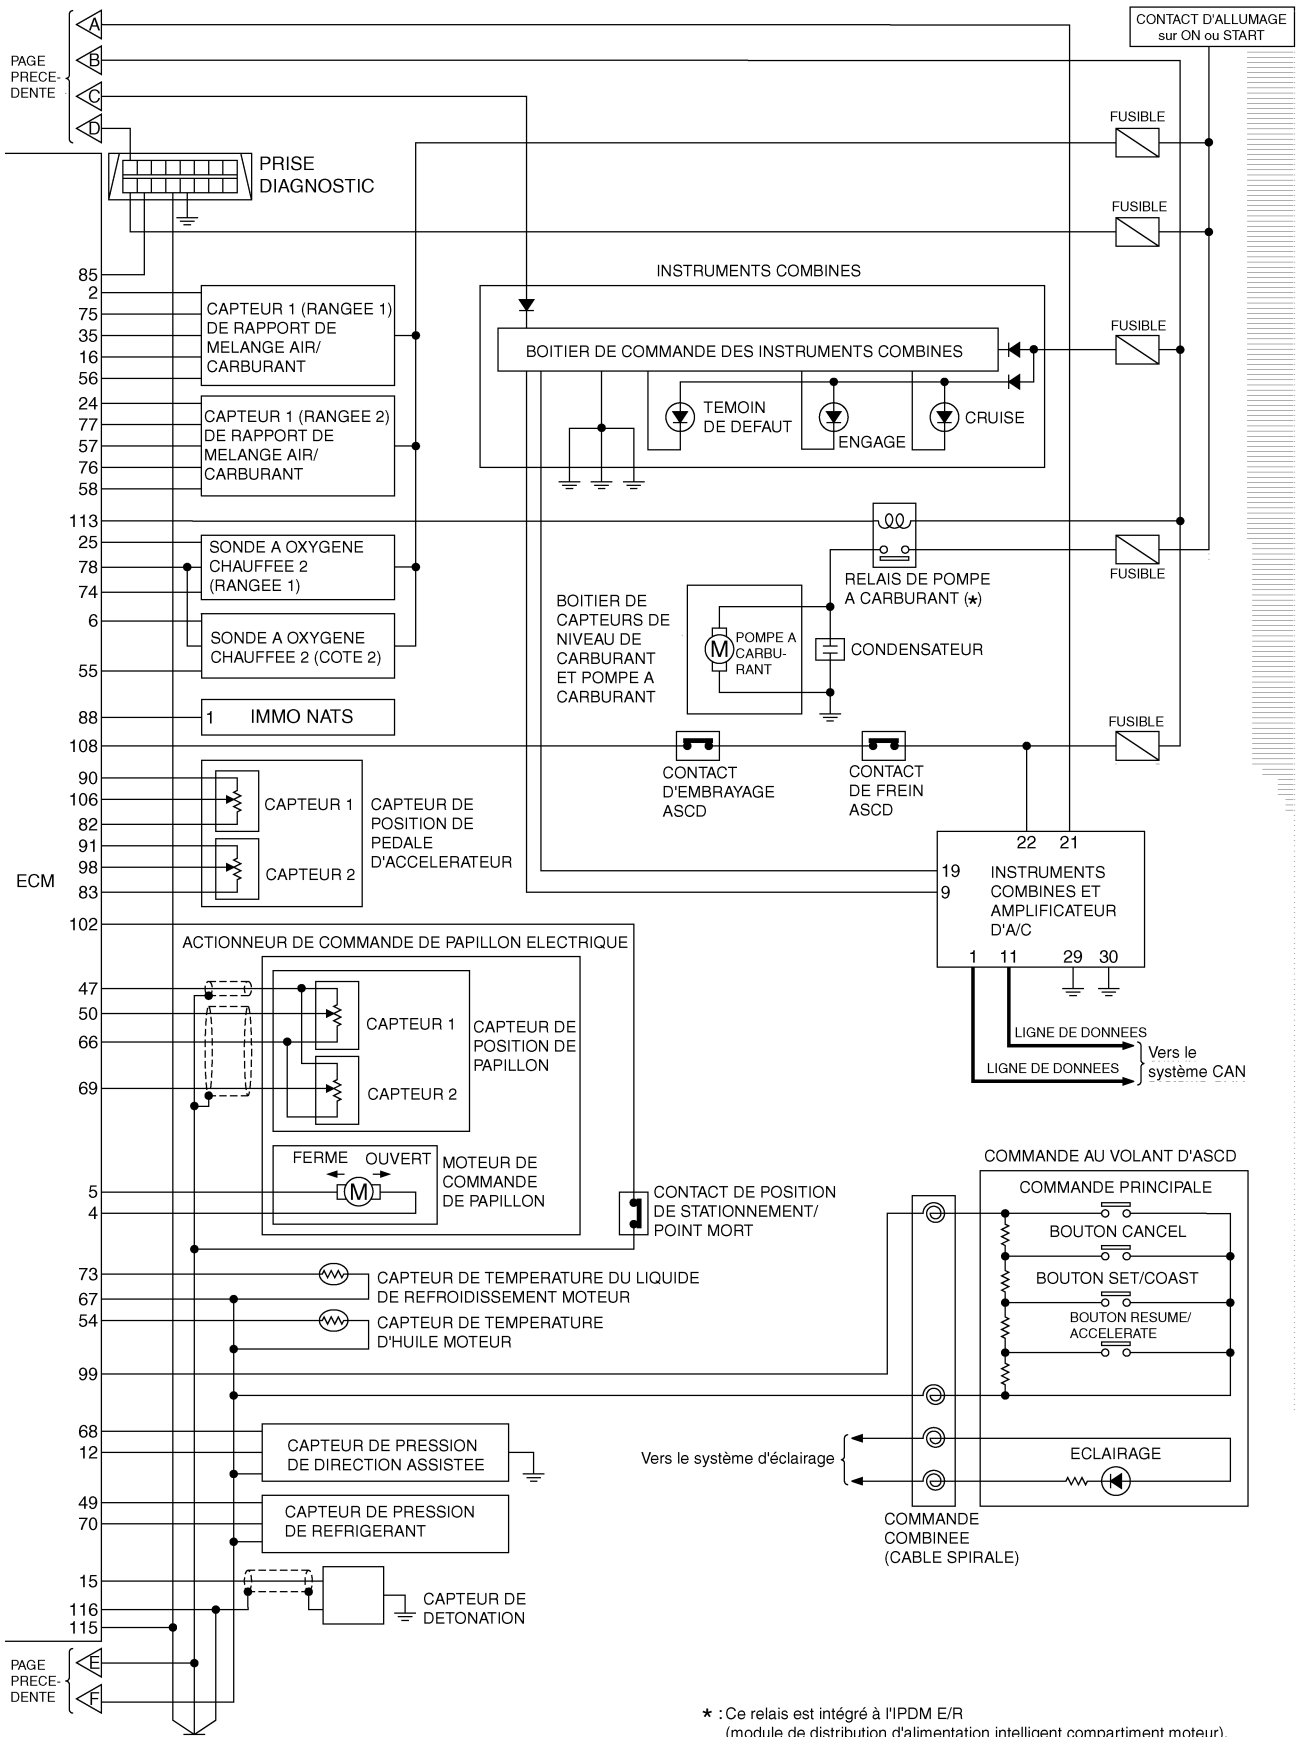 CONTACT D'ALLUMAGE
sur ON ou START
A
B
C
D
PAGE
PRECE-
DENTE
FUSIBLE
PRISE
DIAGNOSTIC
FUSIBLE
85
INSTRUMENTS COMBINES
2
75
35
16
56
CAPTEUR 1 (RANGEE 1)
DE RAPPORT DE
MELANGE AIR/
CARBURANT
FUSIBLE
BOITIER DE COMMANDE DES INSTRUMENTS COMBINES
24
77
57
76
58
CAPTEUR 1 (RANGEE 2)
DE RAPPORT DE
MELANGE AIR/
CARBURANT
TEMOIN
DE DEFAUT
ENGAGE
CRUISE
113
25
78
74
SONDE A OXYGENE
CHAUFFEE 2
(RANGEE 1)
FUSIBLE
RELAIS DE POMPE
A CARBURANT (*)
6
55
SONDE A OXYGENE
CHAUFFEE 2 (COTE 2)
BOITIER DE
CAPTEURS DE
NIVEAU DE
CARBURANT
ET POMPE A
CARBURANT
M
POMPE A
CARBU-
RANT
CONDENSATEUR
88
1 IMMO NATS
108
FUSIBLE
CONTACT
D'EMBRAYAGE
ASCD
CONTACT
DE FREIN
ASCD
90
106
82
91
98
83
CAPTEUR 1
CAPTEUR 2
CAPTEUR DE
POSITION DE
PEDALE
D'ACCELERATEUR
ECM
22 21
19
9
INSTRUMENTS
COMBINES ET
AMPLIFICATEUR
D'A/C
1 11 29 30
LIGNE DE DONNEES
LIGNE DE DONNEES
Vers le
système CAN
102
ACTIONNEUR DE COMMANDE DE PAPILLON ELECTRIQUE
47
50
66
69
CAPTEUR 1
CAPTEUR 2
CAPTEUR DE
POSITION DE
PAPILLON
FERME OUVERT
M
MOTEUR DE
COMMANDE
DE PAPILLON
5
4
CONTACT DE POSITION
DE STATIONNEMENT/
POINT MORT
COMMANDE AU VOLANT D'ASCD
COMMANDE PRINCIPALE
BOUTON CANCEL
BOUTON SET/COAST
BOUTON RESUME/
ACCELERATE
73
67
CAPTEUR DE TEMPERATURE DU LIQUIDE
DE REFROIDISSEMENT MOTEUR
54
CAPTEUR DE TEMPERATURE
D'HUILE MOTEUR
99
68
12
CAPTEUR DE PRESSION
DE DIRECTION ASSISTEE
Vers le système d'éclairage
ECLAIRAGE
COMMANDE
COMBINEE
(CABLE SPIRALE)
49
70
CAPTEUR DE PRESSION
DE REFRIGERANT
15
116
115
CAPTEUR DE
DETONATION
PAGE
PRECE-
DENTE
E
F
* : Ce relais est intégré à l'IPDM E/R
(module de distribution d'alimentation intelligent compartiment moteur).